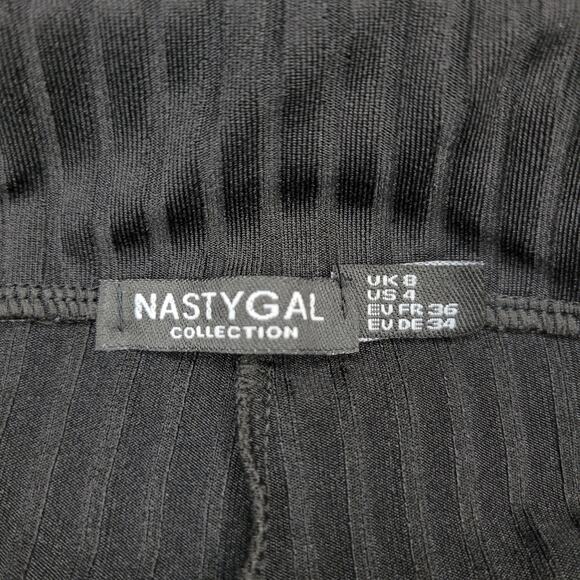 NASTYGAL
COLLECTION
UK 8
US 4
EU FR 36
EU DE 34